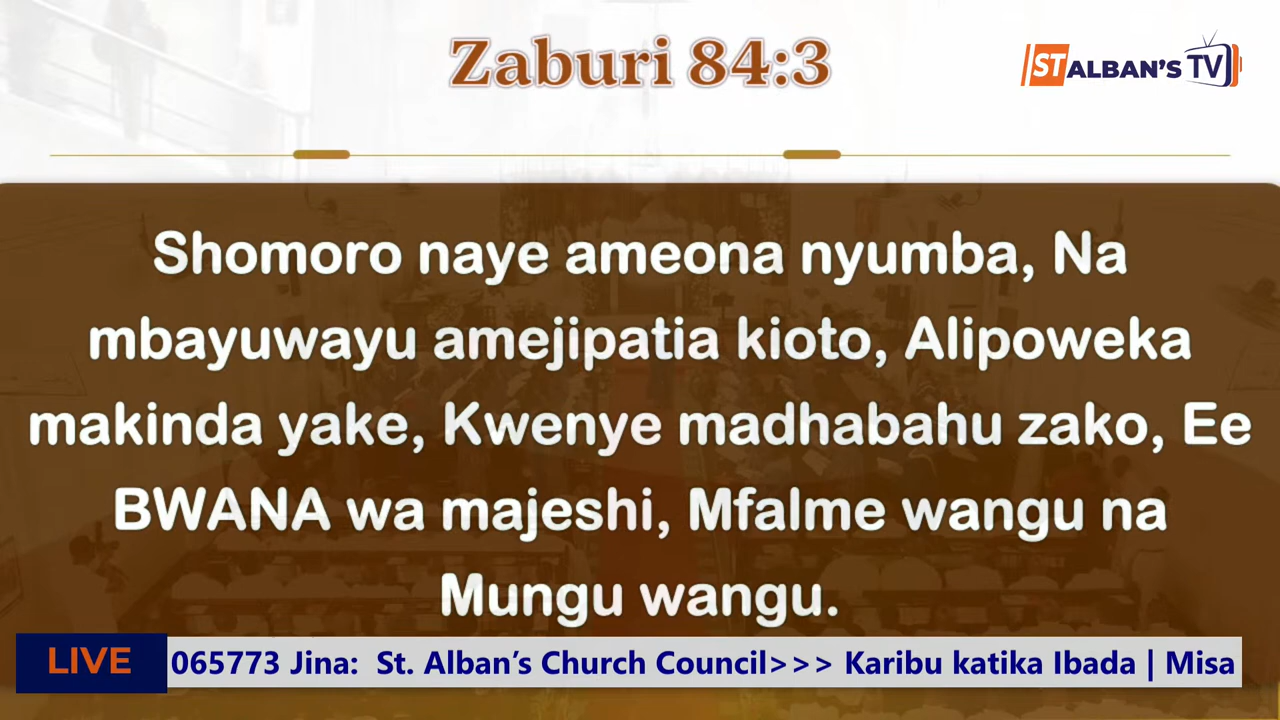 Zaburi 84:3
ST ALBAN'S TV
Shomoro naye ameona nyumba, Na
mbayuwayu amejipatia kioto, Alipoweka
makinda yake, Kwenye madhabahu zako, Ee
BWANA wa majeshi, Mfalme wangu na
Mungu wangu.
LIVE
065773 Jina:  St. Alban’s Church Council>>> Karibu katika Ibada | Misa